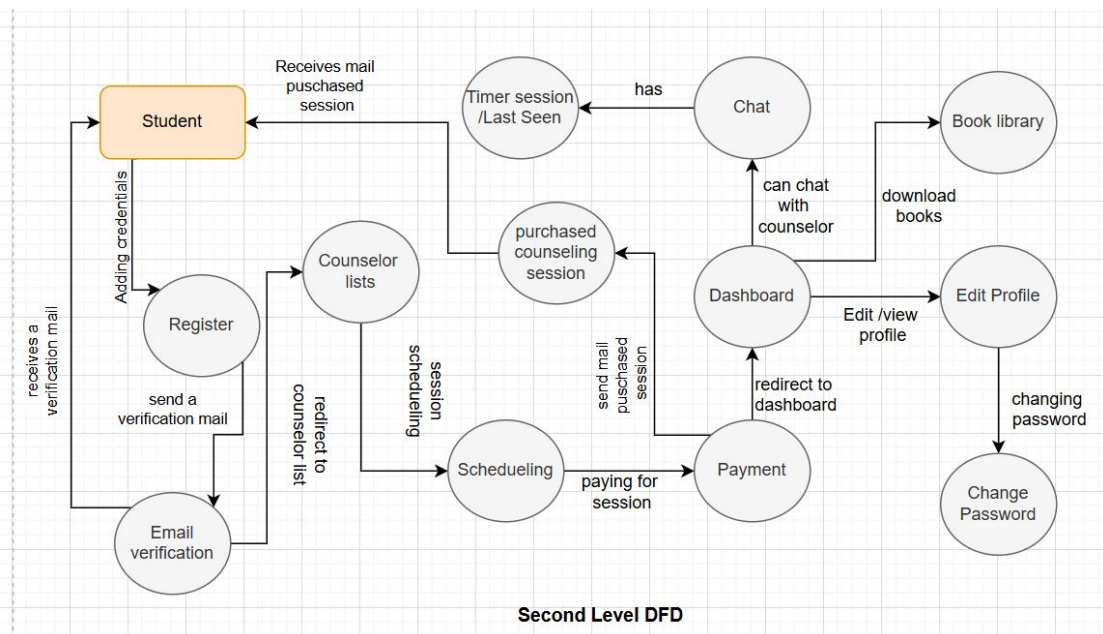 Receives mail
puschased
session
Student
Timer session
/Last Seen
has
Chat
Book library
Adding credentials
can chat
with
counselor
download
books
receives a
verification mail
Register
Counselor
lists
purchased
counseling
session
Dashboard
Edit /view
profile
Edit Profile
send a
verification mail
redirect to
counselor list
session
schedueling
send mail
puschased
session
redirect to
dashboard
changing
password
Schedueling
paying for
session
Payment
Change
Password
Email
verification
Second Level DFD